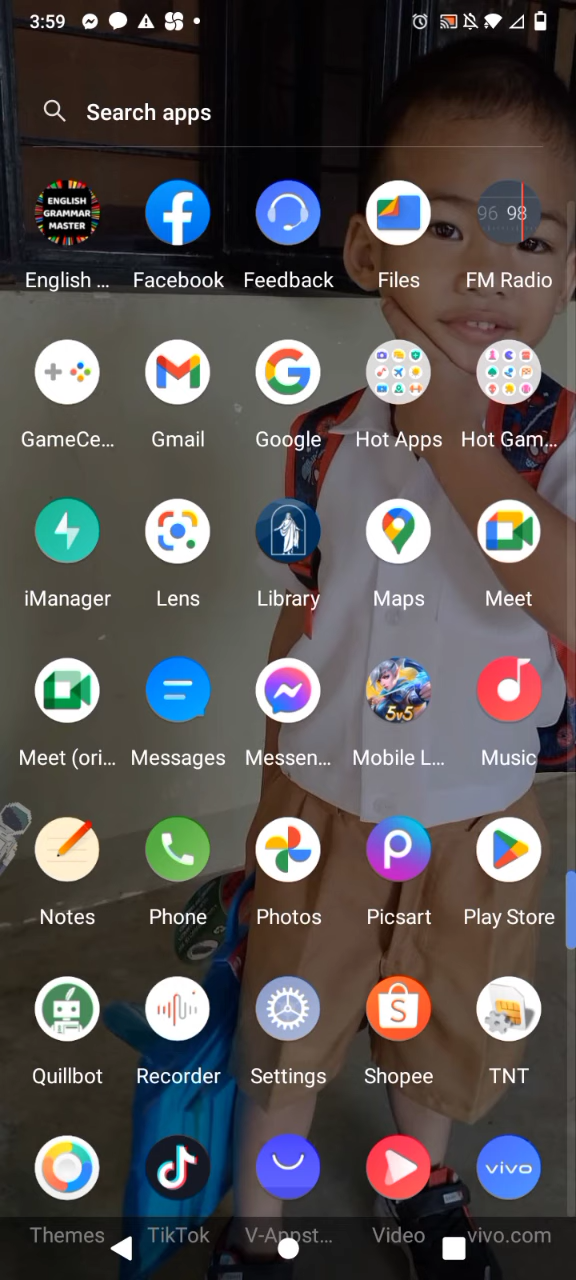 3:59
Search apps
ENGLISH
GRAMMAR
MASTER
96 98
English ... Facebook Feedback Files FM Radio
GameCe... Gmail Google Hot Apps Hot Gam...
iManager Lens Library Maps Meet
5v5
Meet (ori... Messages Messen... Mobile L... Music
Notes Phone Photos Picsart Play Store
Quillbot Recorder Settings Shopee TNT
vivo
Themes TikTok V-Appst... Video vivo.com